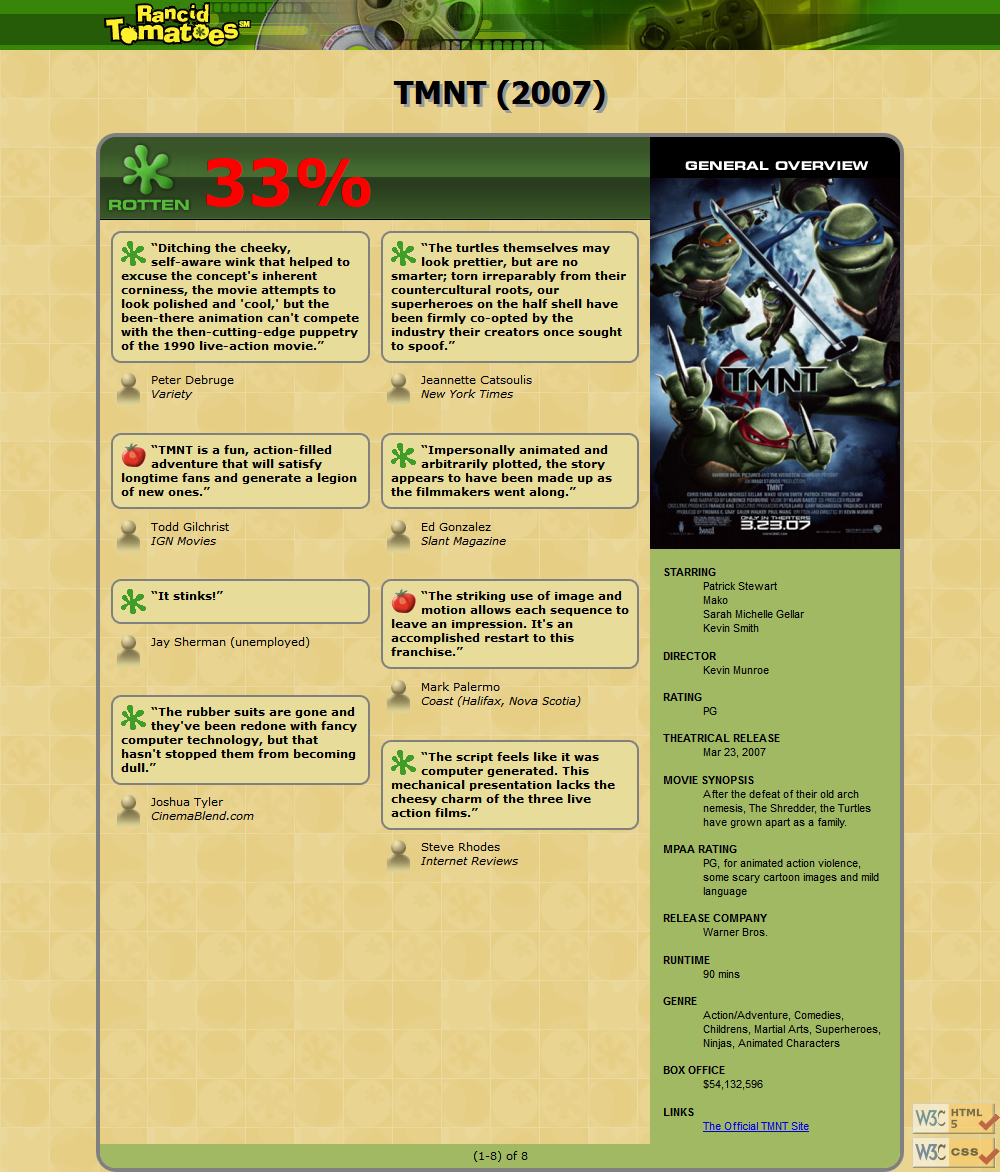 Rancid
TomatoesSM
TMNT (2007)
ROTTEN
33%
“Ditching the cheeky,
self-aware wink that helped to
excuse the concept's inherent
corniness, the movie attempts to
look polished and 'cool,' but the
been-there animation can't compete
with the then-cutting-edge puppetry
of the 1990 live-action movie.”
Peter Debruge
Variety
“TMNT is a fun, action-filled
adventure that will satisfy
longtime fans and generate a legion
of new ones.”
Todd Gilchrist
IGN Movies
“It stinks!”
Jay Sherman (unemployed)
“The rubber suits are gone and
they've been redone with fancy
computer technology, but that
hasn't stopped them from becoming
dull.”
Joshua Tyler
CinemaBlend.com
“The turtles themselves may
look prettier, but are no
smarter; torn irreparably from their
countercultural roots, our
superheroes on the half shell have
been firmly co-opted by the
industry their creators once sought
to spoof.”
Jeannette Catsoulis
New York Times
“Impersonally animated and
arbitrarily plotted, the story
appears to have been made up as
the filmmakers went along.”
Ed Gonzalez
Slant Magazine
“The striking use of image and
motion allows each sequence to
leave an impression. It's an
accomplished restart to this
franchise.”
Mark Palermo
Coast (Halifax, Nova Scotia)
“The script feels like it was
computer generated. This
mechanical presentation lacks the
cheesy charm of the three live
action films.”
Steve Rhodes
Internet Reviews
GENERAL OVERVIEW
TMNT
TMNT
ONLY IN THEATERS
3.23.07
STARRING
Patrick Stewart
Mako
Sarah Michelle Gellar
Kevin Smith
DIRECTOR
Kevin Munroe
RATING
PG
THEATRICAL RELEASE
Mar 23, 2007
MOVIE SYNOPSIS
After the defeat of their old arch
nemesis, The Shredder, the Turtles
have grown apart as a family.
MPAA RATING
PG, for animated action violence,
some scary cartoon images and mild
language
RELEASE COMPANY
Warner Bros.
RUNTIME
90 mins
GENRE
Action/Adventure, Comedies,
Childrens, Martial Arts, Superheroes,
Ninjas, Animated Characters
BOX OFFICE
$54,132,596
LINKS
The Official TMNT Site
(1-8) of 8
W3C HTML 5
W3C CSS